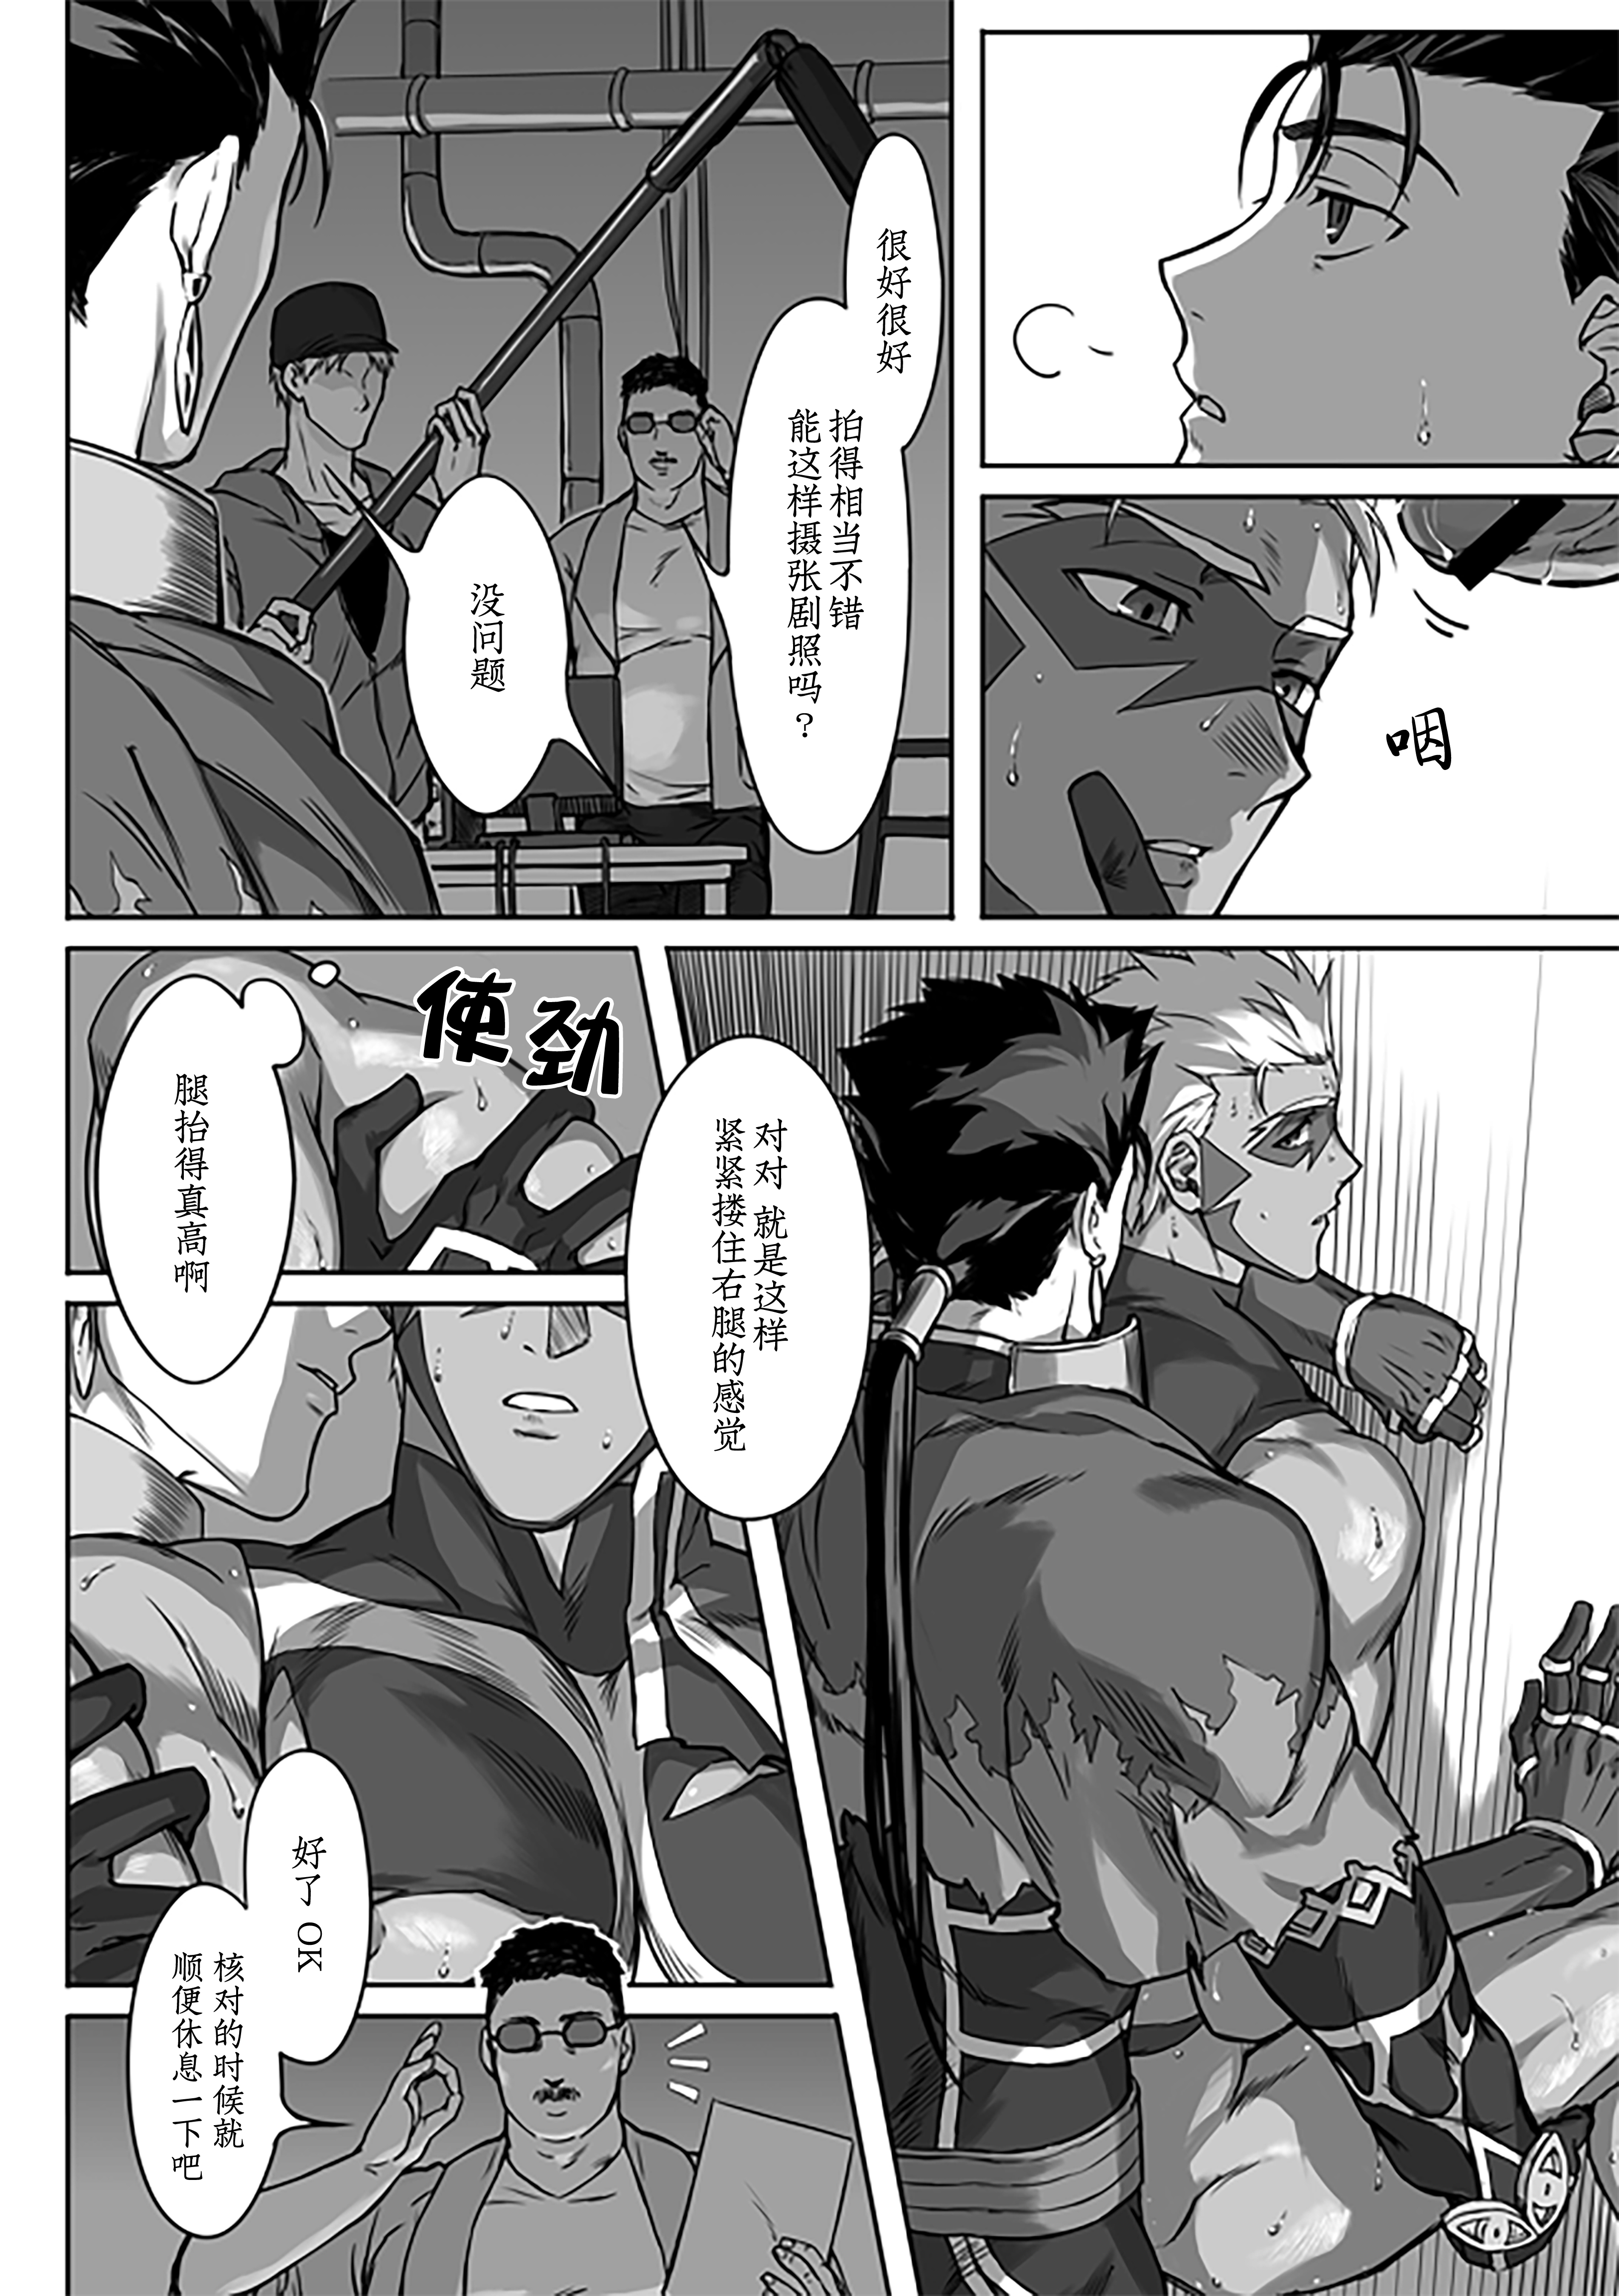 咽
很好很好
拍得相当不错
能这样摄张剧照吗？
没问题
对对 就是这样
紧紧搂住右腿的感觉
使劲
腿抬得真高啊
好了 OK
核对的时候就
顺便休息一下吧